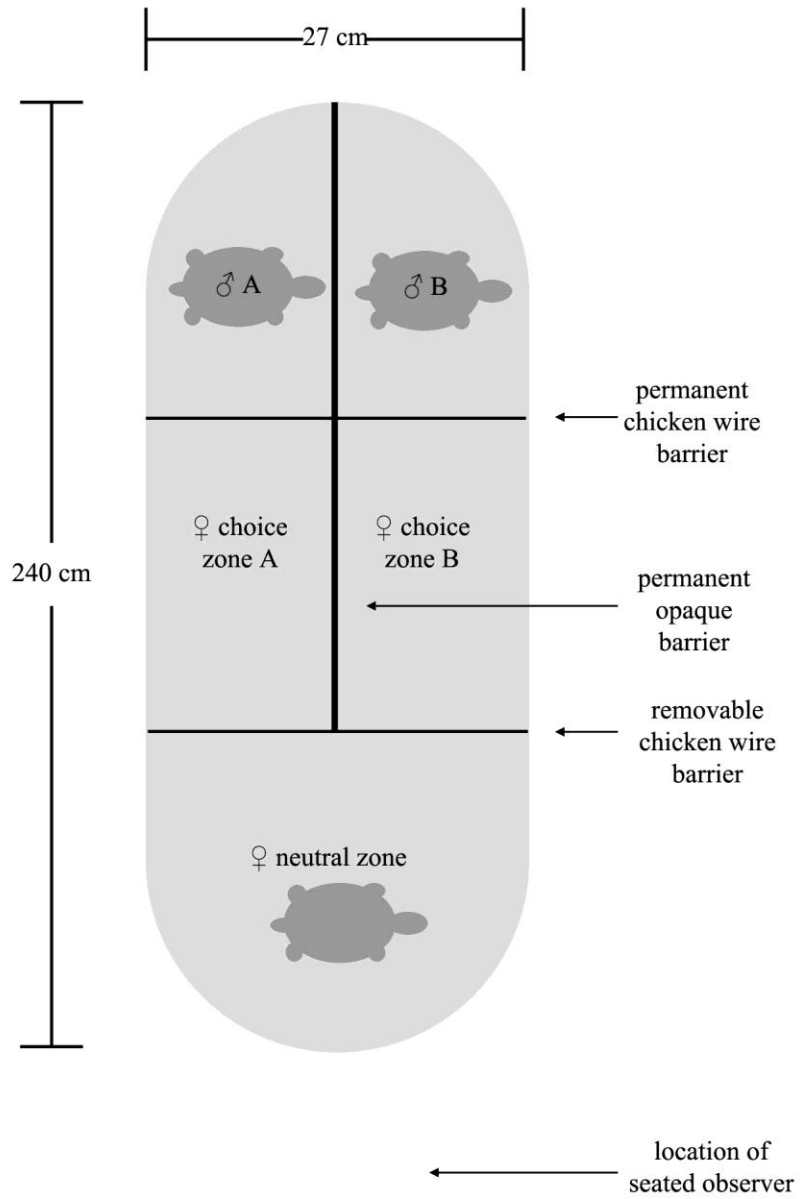 27 cm
♂ A
♂ B
permanent
chicken wire
barrier
♀ choice
zone A
♀ choice
zone B
240 cm
permanent
opaque
barrier
removable
chicken wire
barrier
♀ neutral zone
location of
seated observer